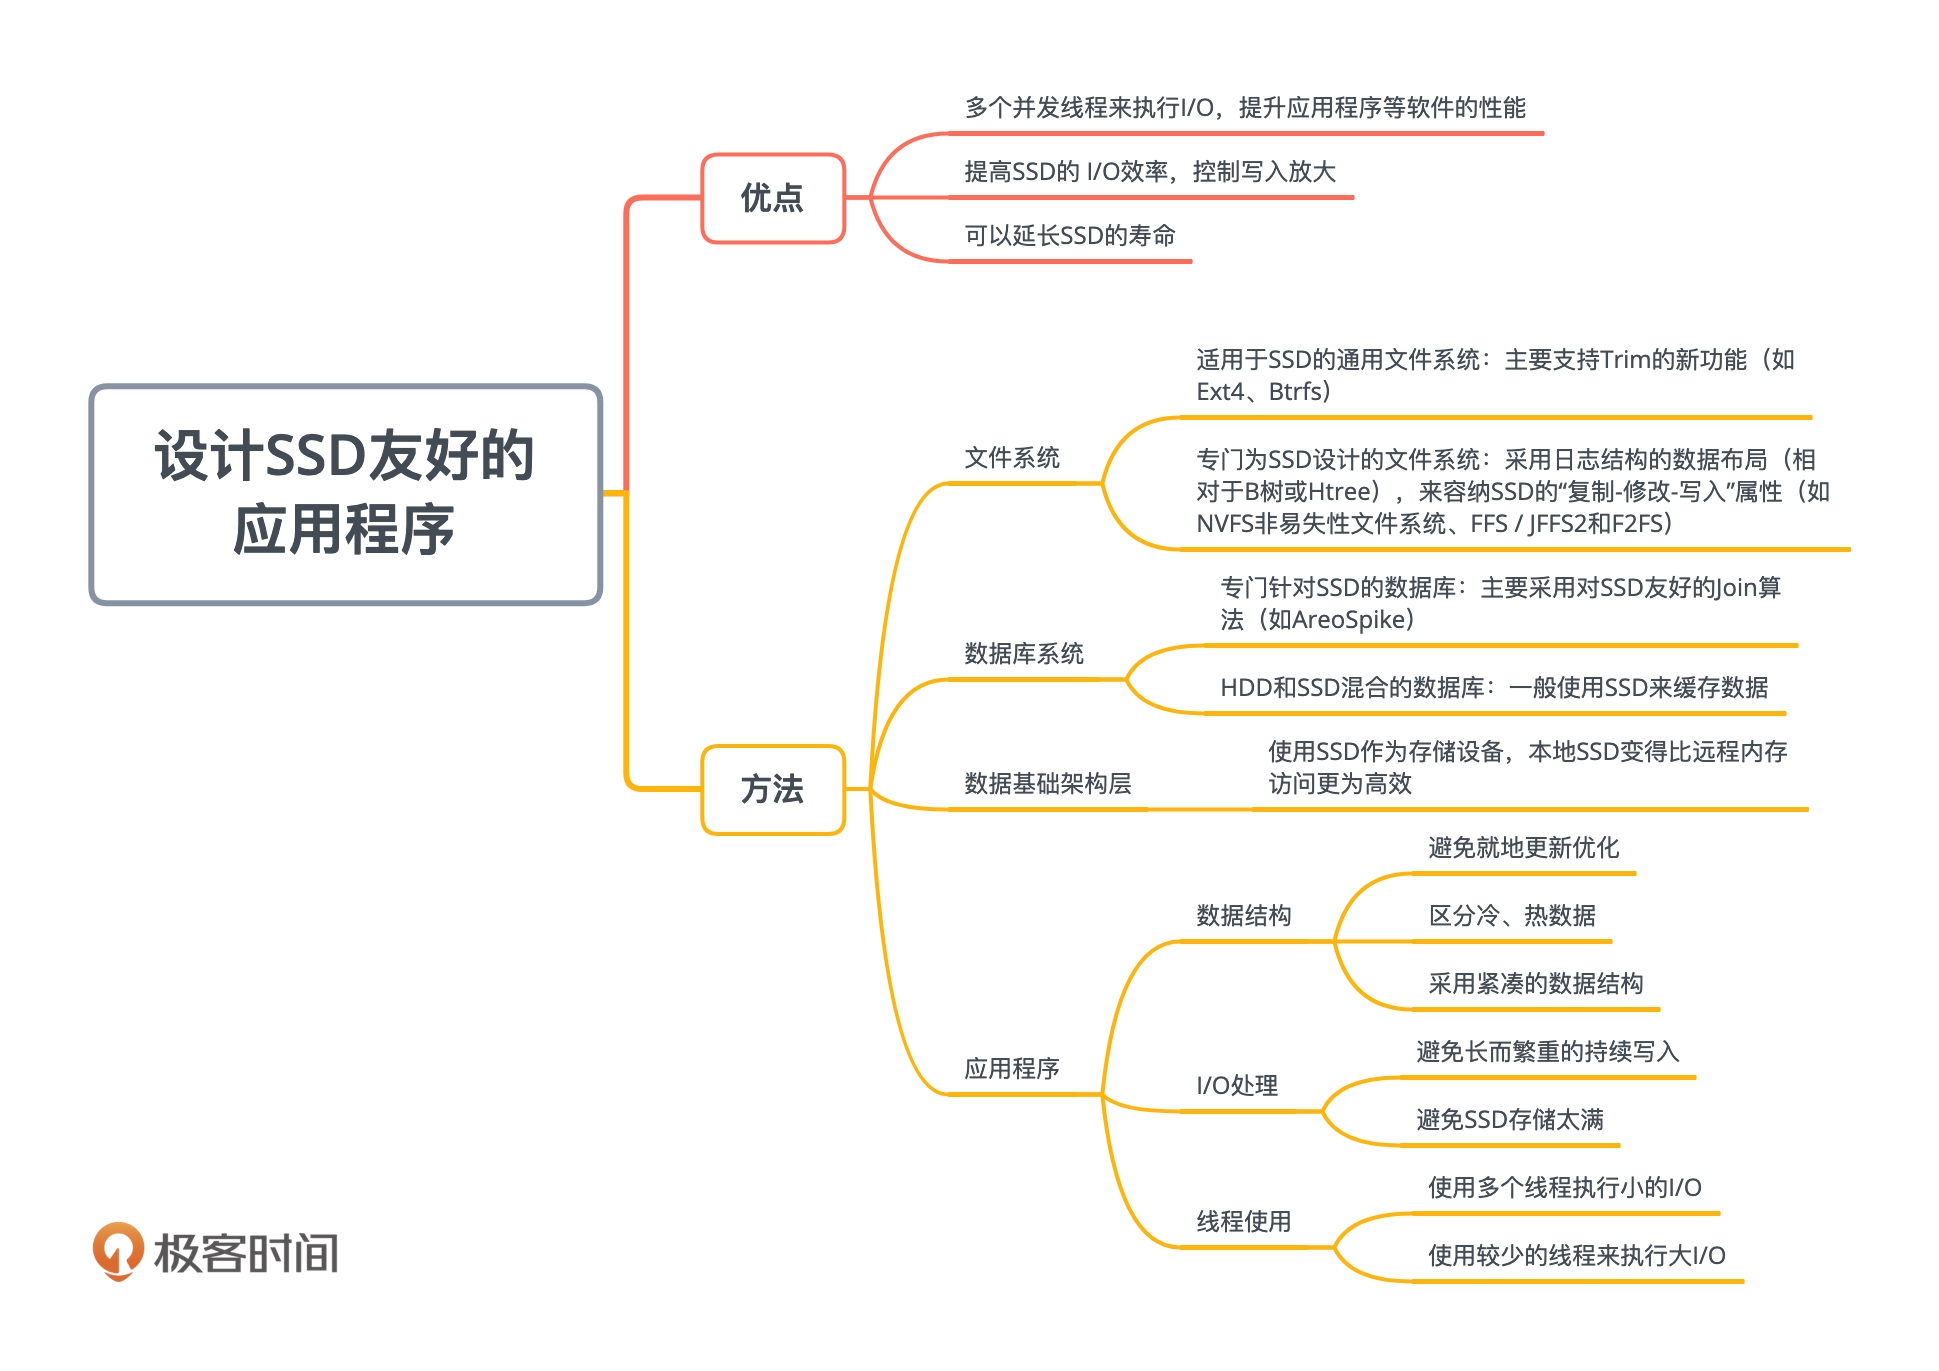 设计SSD友好的
应用程序
优点
多个并发线程来执行I/O，提升应用程序等软件的性能
提高SSD的 I/O效率，控制写入放大
可以延长SSD的寿命
方法
文件系统
适用于SSD的通用文件系统：主要支持Trim的新功能（如
Ext4、Btrfs）
专门为SSD设计的文件系统：采用日志结构的数据布局（相
对于B树或Htree），来容纳SSD的“复制-修改-写入”属性（如
NVFS非易失性文件系统、FFS / JFFS2和F2FS）
数据库系统
专门针对SSD的数据库：主要采用对SSD友好的Join算
法（如AreoSpike）
HDD和SSD混合的数据库：一般使用SSD来缓存数据
数据基础架构层
使用SSD作为存储设备，本地SSD变得比远程内存
访问更为高效
应用程序
数据结构
避免就地更新优化
区分冷、热数据
采用紧凑的数据结构
I/O处理
避免长而繁重的持续写入
避免SSD存储太满
线程使用
使用多个线程执行小的I/O
使用较少的线程来执行大I/O
极客时间